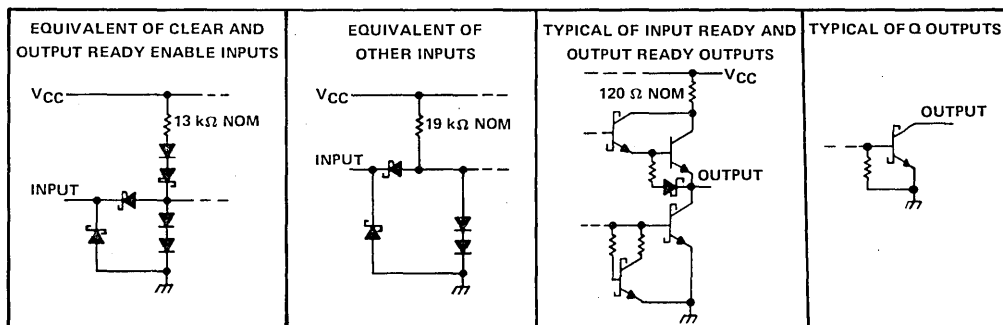 EQUIVALENT OF CLEAR AND
OUTPUT READY ENABLE INPUTS
VCC
13 kΩ NOM
INPUT
EQUIVALENT OF
OTHER INPUTS
VCC
19 kΩ NOM
INPUT
TYPICAL OF INPUT READY AND
OUTPUT READY OUTPUTS
VCC
120 Ω NOM
OUTPUT
TYPICAL OF Q OUTPUTS
OUTPUT